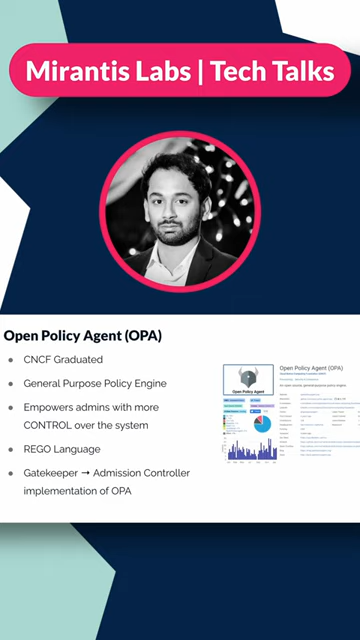 Mirantis Labs | Tech Talks
Open Policy Agent (OPA)
● CNCF Graduated
● General Purpose Policy Engine
● Empowers admins with more
CONTROL over the system
● REGO Language
● Gatekeeper → Admission Controller
implementation of OPA
Open Policy Agent
Open Policy Agent (OPA)